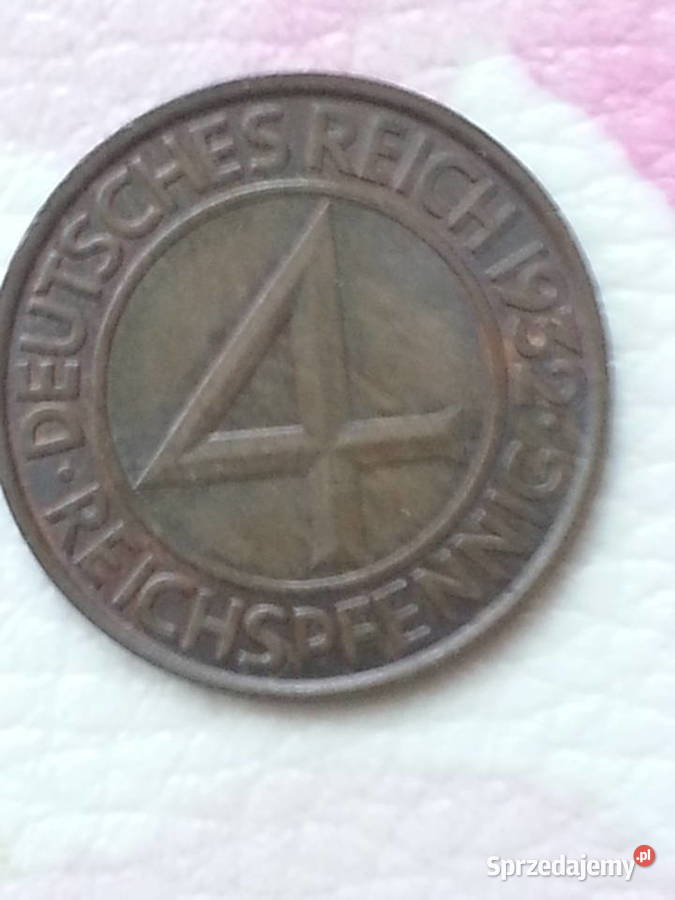 DEUTSCHES REICH 1932
4
· REICHSPFENNIG ·
Sprzedajemy.pl